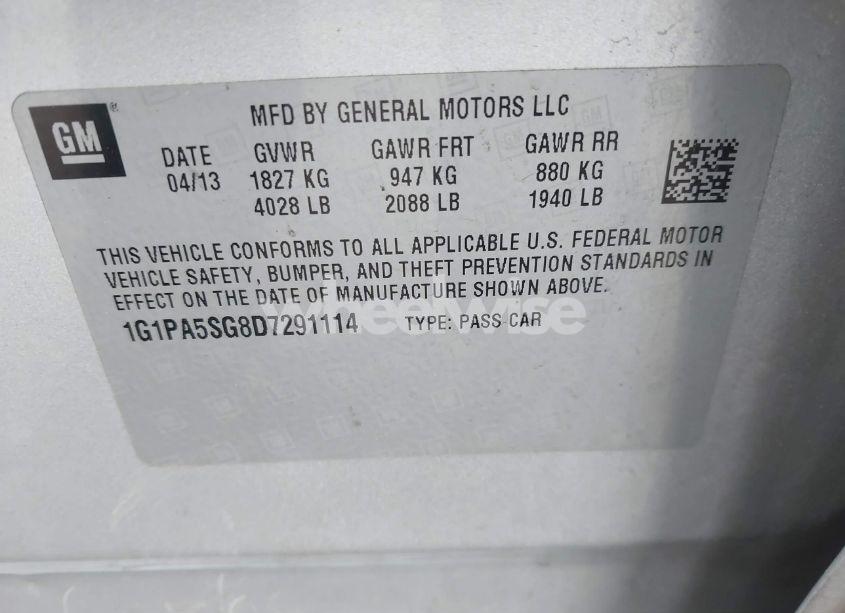 GM
MFD BY GENERAL MOTORS LLC
DATE GVWR GAWR FRT GAWR RR
04/13 1827 KG 947 KG 880 KG
4028 LB 2088 LB 1940 LB
THIS VEHICLE CONFORMS TO ALL APPLICABLE U.S. FEDERAL MOTOR
VEHICLE SAFETY, BUMPER, AND THEFT PREVENTION STANDARDS IN
EFFECT ON THE DATE OF MANUFACTURE SHOWN ABOVE.
1G1PA5SG8D7291114 TYPE: PASS CAR
wheelwise